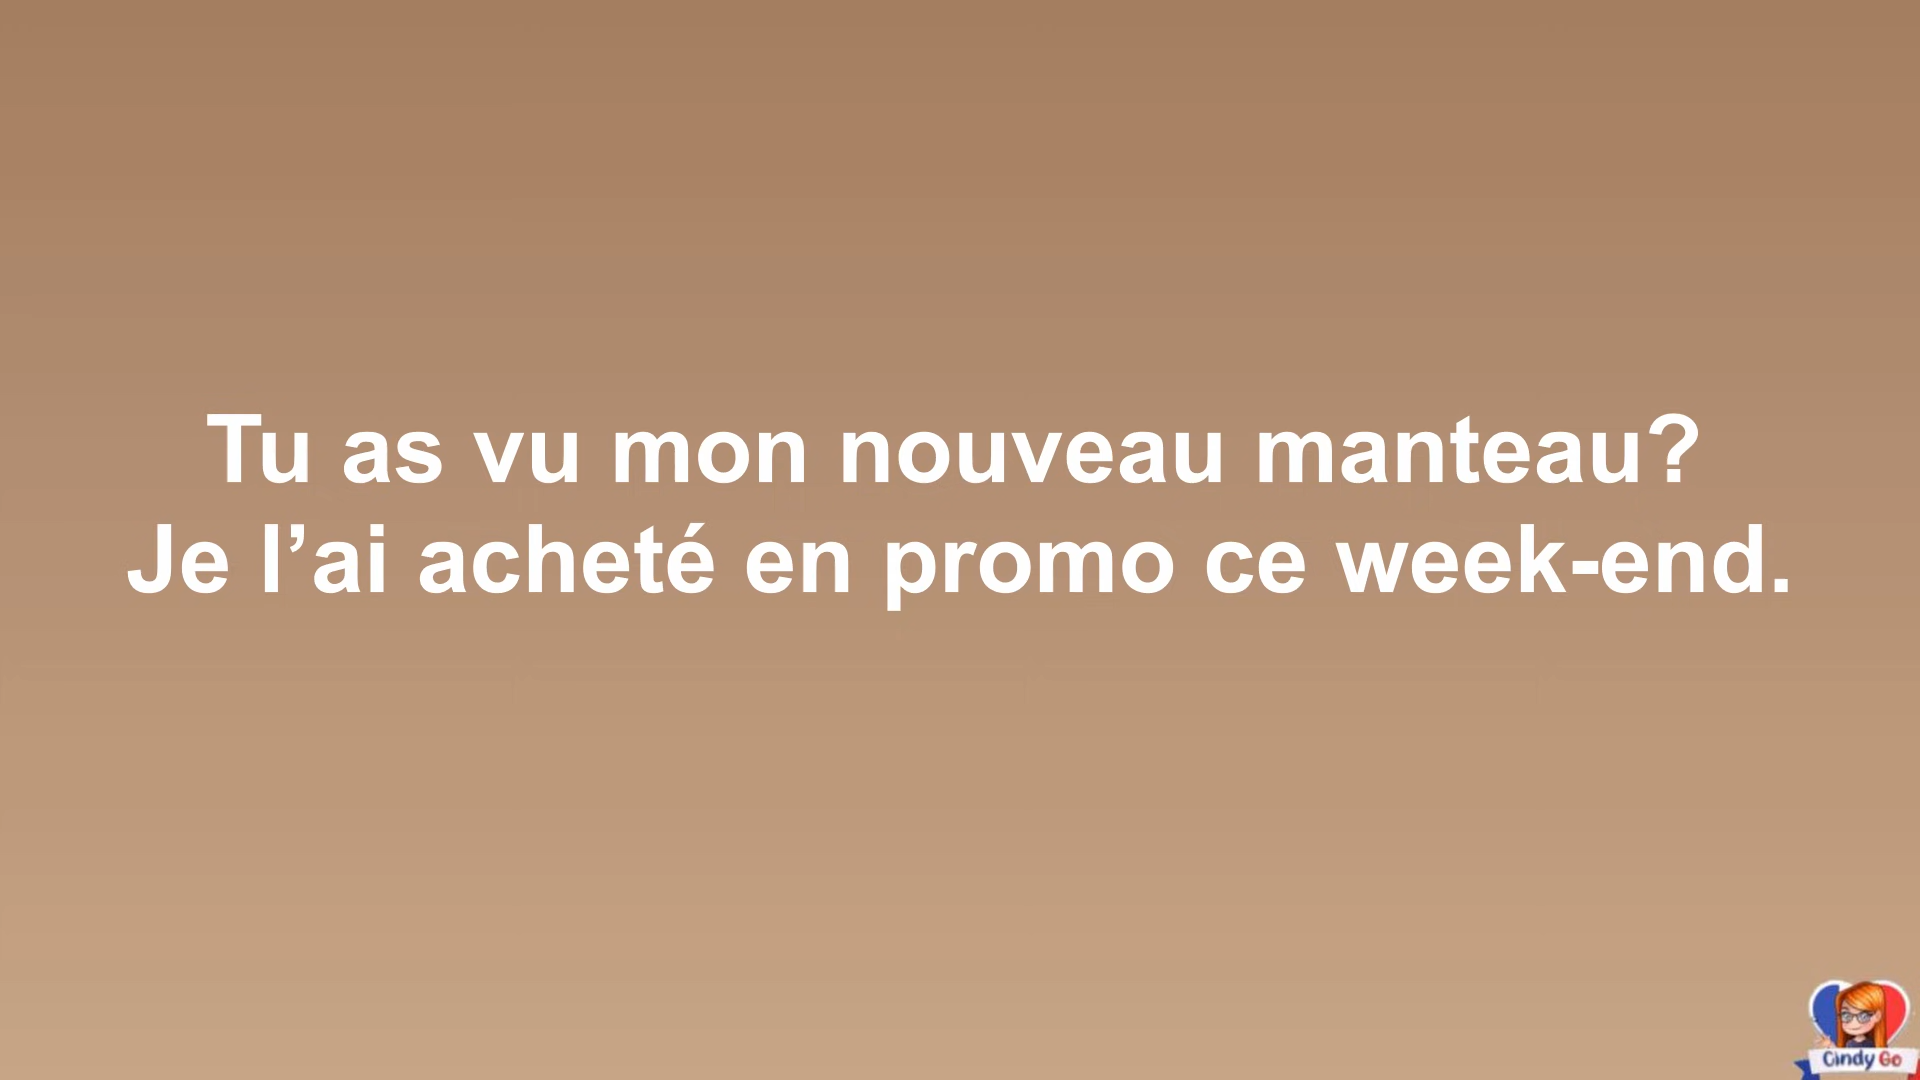 Tu as vu mon nouveau manteau?
Je l’ai acheté en promo ce week-end.
Cindy Go